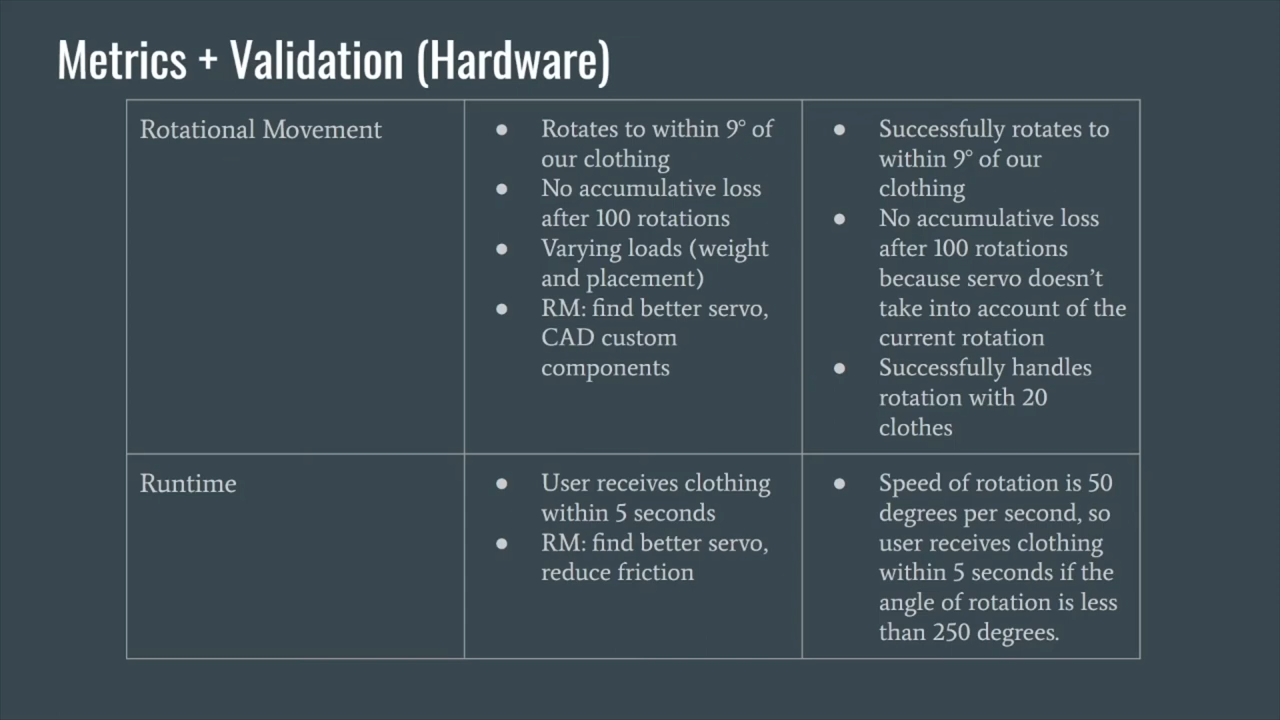 Metrics + Validation (Hardware)
Rotational Movement
● Rotates to within 9° of
our clothing
● No accumulative loss
after 100 rotations
● Varying loads (weight
and placement)
● RM: find better servo,
CAD custom
components
● Successfully rotates to
within 9° of our
clothing
● No accumulative loss
after 100 rotations
because servo doesn’t
take into account of the
current rotation
● Successfully handles
rotation with 20
clothes
Runtime
● User receives clothing
within 5 seconds
● RM: find better servo,
reduce friction
● Speed of rotation is 50
degrees per second, so
user receives clothing
within 5 seconds if the
angle of rotation is less
than 250 degrees.